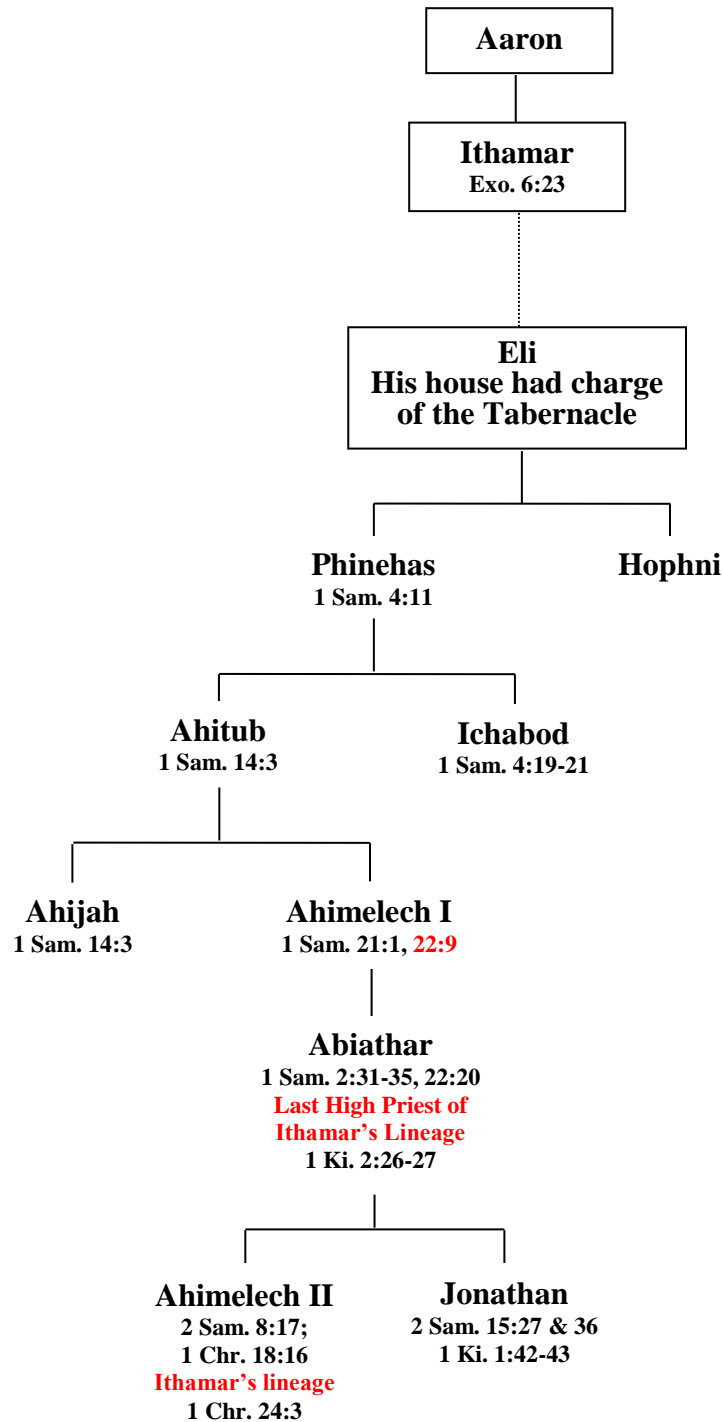 Aaron
Ithamar
Exo. 6:23
Eli
His house had charge
of the Tabernacle
Phinehas
1 Sam. 4:11
Hophni
Ahitub
1 Sam. 14:3
Ichabod
1 Sam. 4:19-21
Ahijah
1 Sam. 14:3
Ahimelech I
1 Sam. 21:1, 22:9
Abiathar
1 Sam. 2:31-35, 22:20
Last High Priest of
Ithamar’s Lineage
1 Ki. 2:26-27
Ahimelech II
2 Sam. 8:17;
1 Chr. 18:16
Ithamar’s lineage
1 Chr. 24:3
Jonathan
2 Sam. 15:27 & 36
1 Ki. 1:42-43